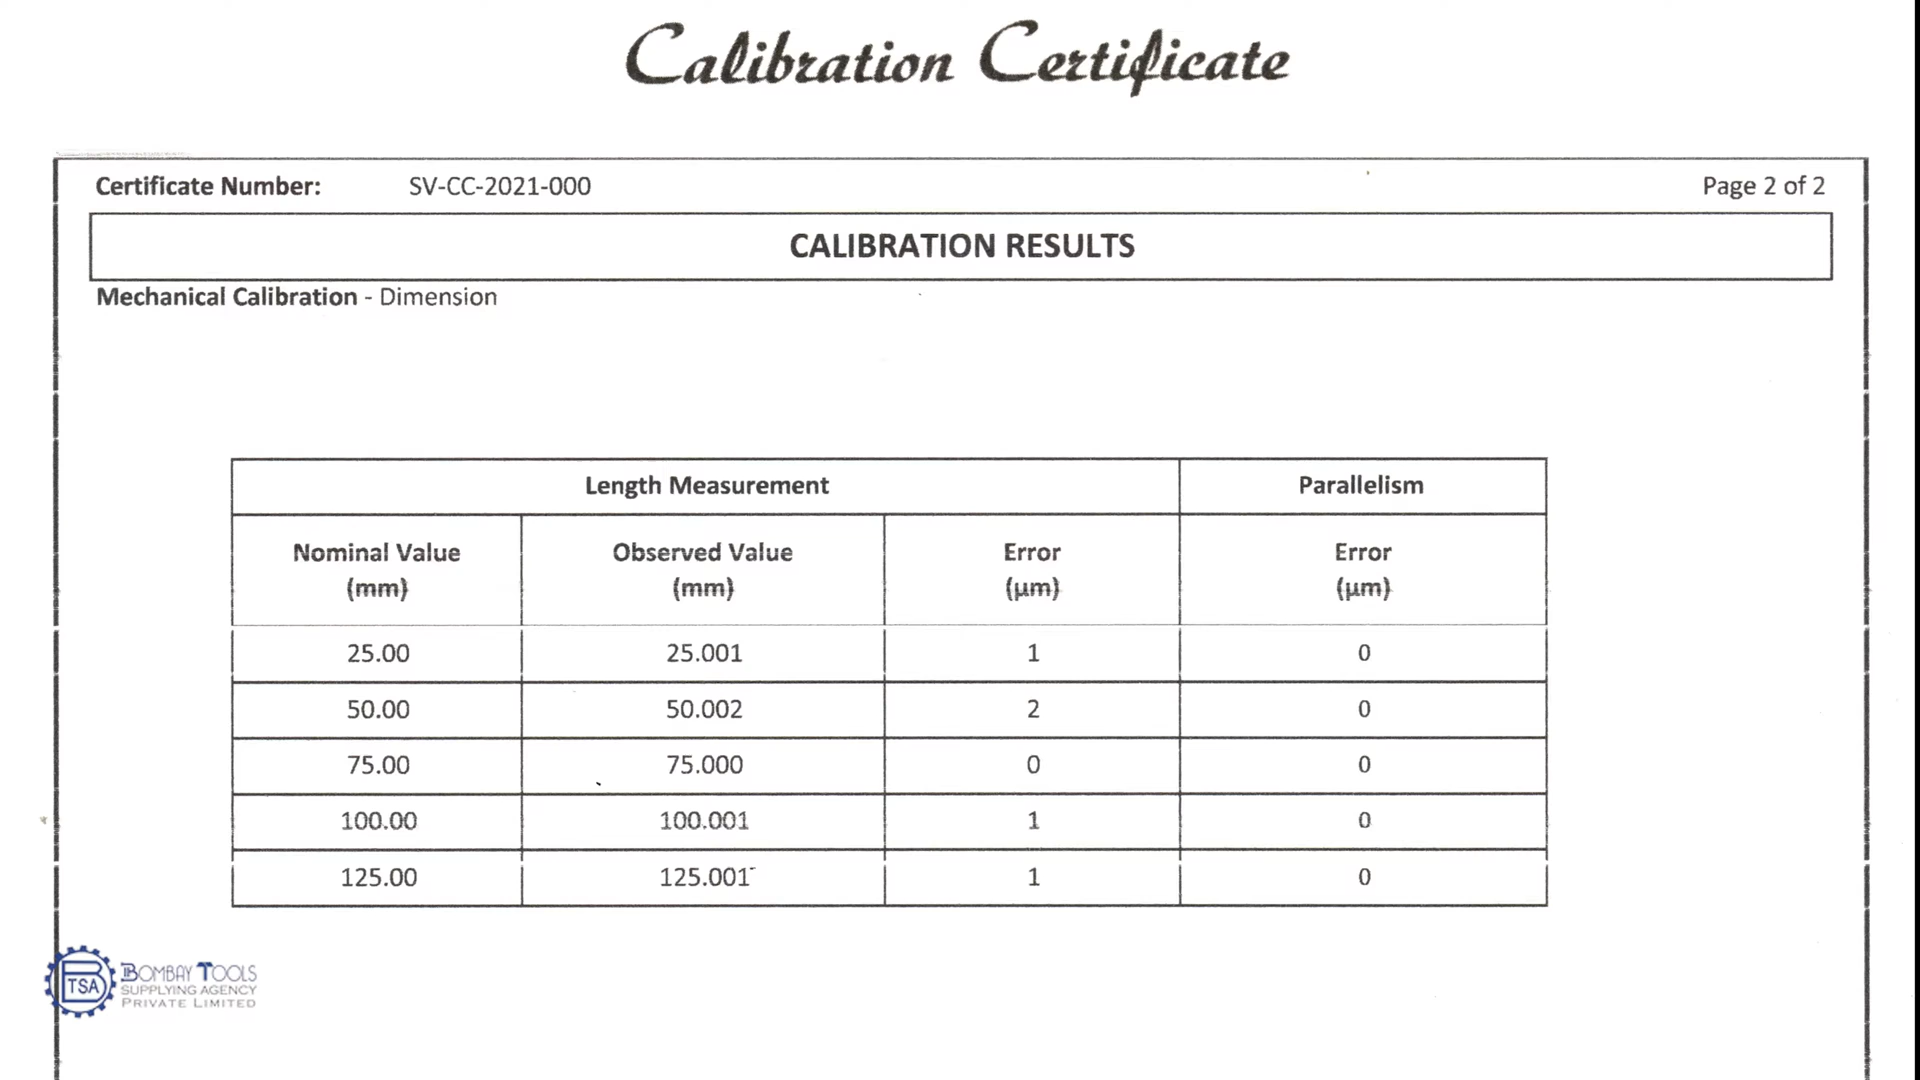 Calibration Certificate
Certificate Number: SV-CC-2021-000 Page 2 of 2
CALIBRATION RESULTS
Mechanical Calibration - Dimension
Length Measurement Parallelism
Nominal Value Observed Value Error Error
(mm) (mm) (µm) (µm)
25.00 25.001 1 0
50.00 50.002 2 0
75.00 75.000 0 0
100.00 100.001 1 0
125.00 125.001 1 0
B TSA
BOMBAY TOOLS
SUPPLYING AGENCY
PRIVATE LIMITED